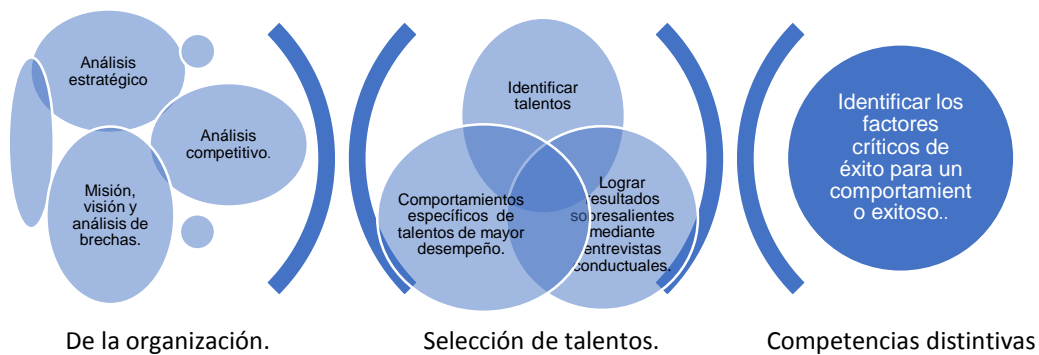 Análisis
estratégico
Análisis
competitivo.
Misión,
visión y
análisis de
brechas.
De la organización.
Identificar
talentos
Comportamientos
específicos de
talentos de mayor
desempeño.
Lograr
resultados
sobresalientes
mediante
entrevistas
conductuales.
Selección de talentos.
Identificar los
factores
críticos de
éxito para un
comportamient
o exitoso..
Competencias distintivas